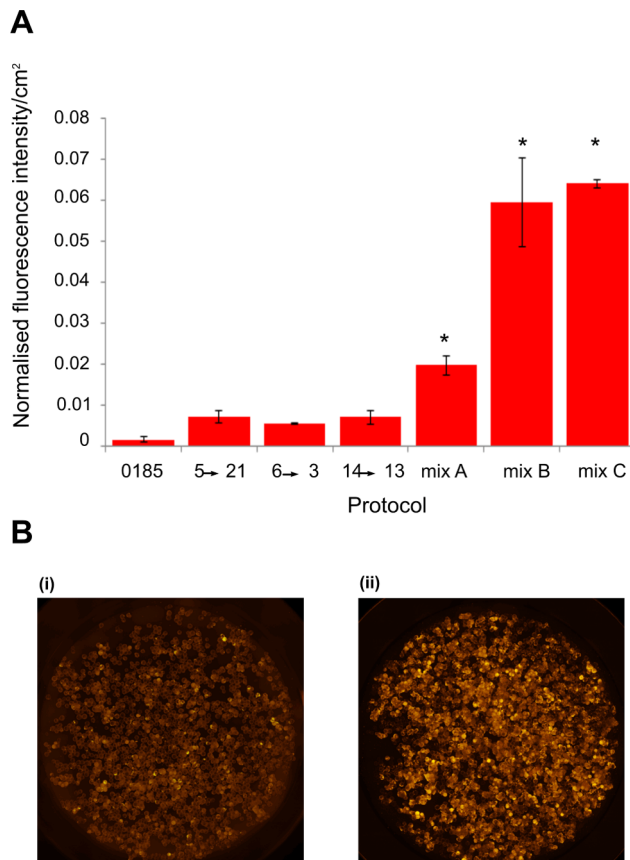 A
Normalised fluorescence intensity/cm²
0.08
0.07
0.06
0.05
0.04
0.03
0.02
0.01
0
* * *
0185 5→ 21 6→ 3 14→ 13 mix A mix B mix C
Protocol
B
(i) (ii)